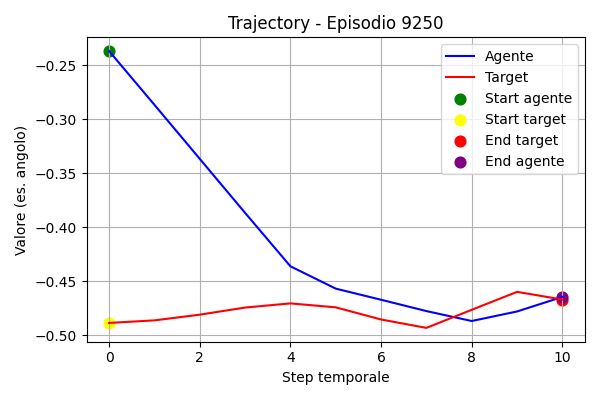 Trajectory - Episodio 9250
Agente
Target
Start agente
Start target
End target
End agente
Valore (es. angolo)
−0.25
−0.30
−0.35
−0.40
−0.45
−0.50
0 2 4 6 8 10
Step temporale